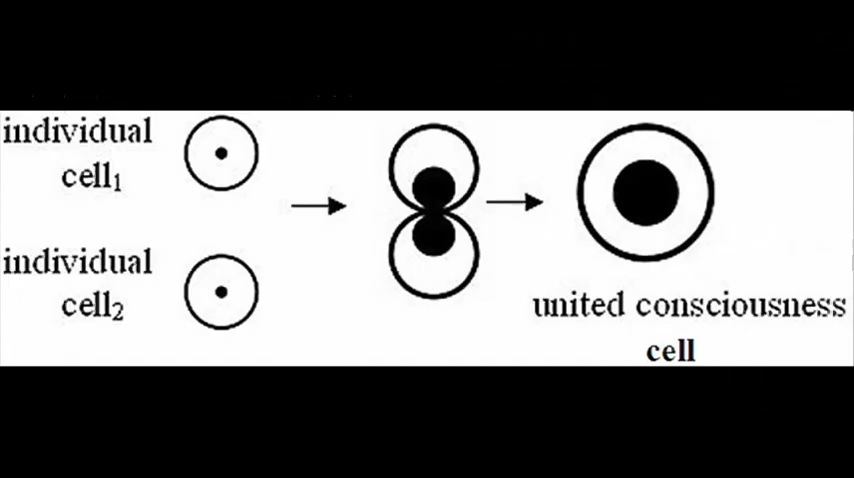 individual
cell₁
individual
cell₂
united consciousness
cell